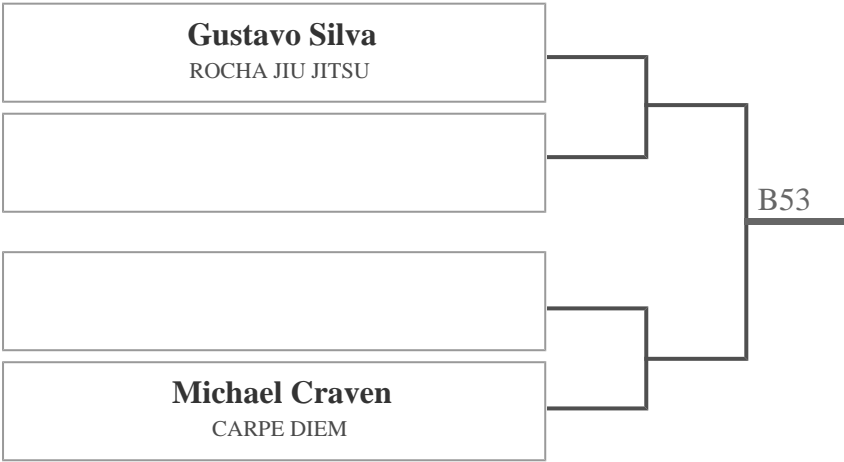 Gustavo Silva
ROCHA JIU JITSU
B53
Michael Craven
CARPE DIEM